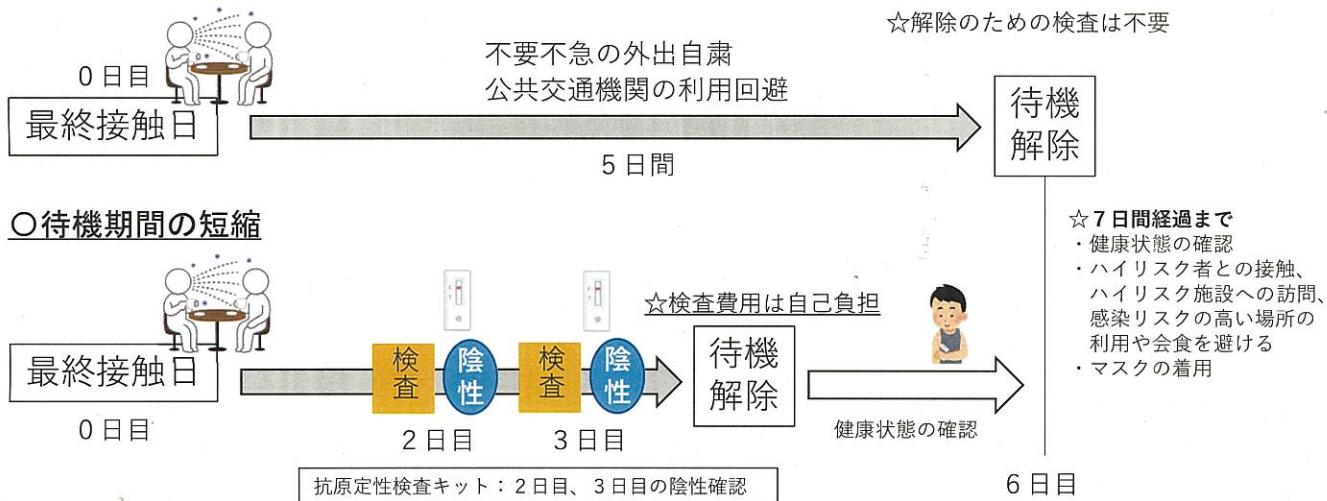 ☆解除のための検査は不要
不要不急の外出自粛
公共交通機関の利用回避
0日目
最終接触日
5日間
待機
解除
○待機期間の短縮
☆7日間経過まで
・健康状態の確認
・ハイリスク者との接触、
ハイリスク施設への訪問、
感染リスクの高い場所の
利用や会食を避ける
・マスクの着用
☆検査費用は自己負担
最終接触日
0日目
検査
陰性
2日目
検査
陰性
3日目
待機
解除
健康状態の確認
6日目
抗原定性検査キット：2日目、3日目の陰性確認